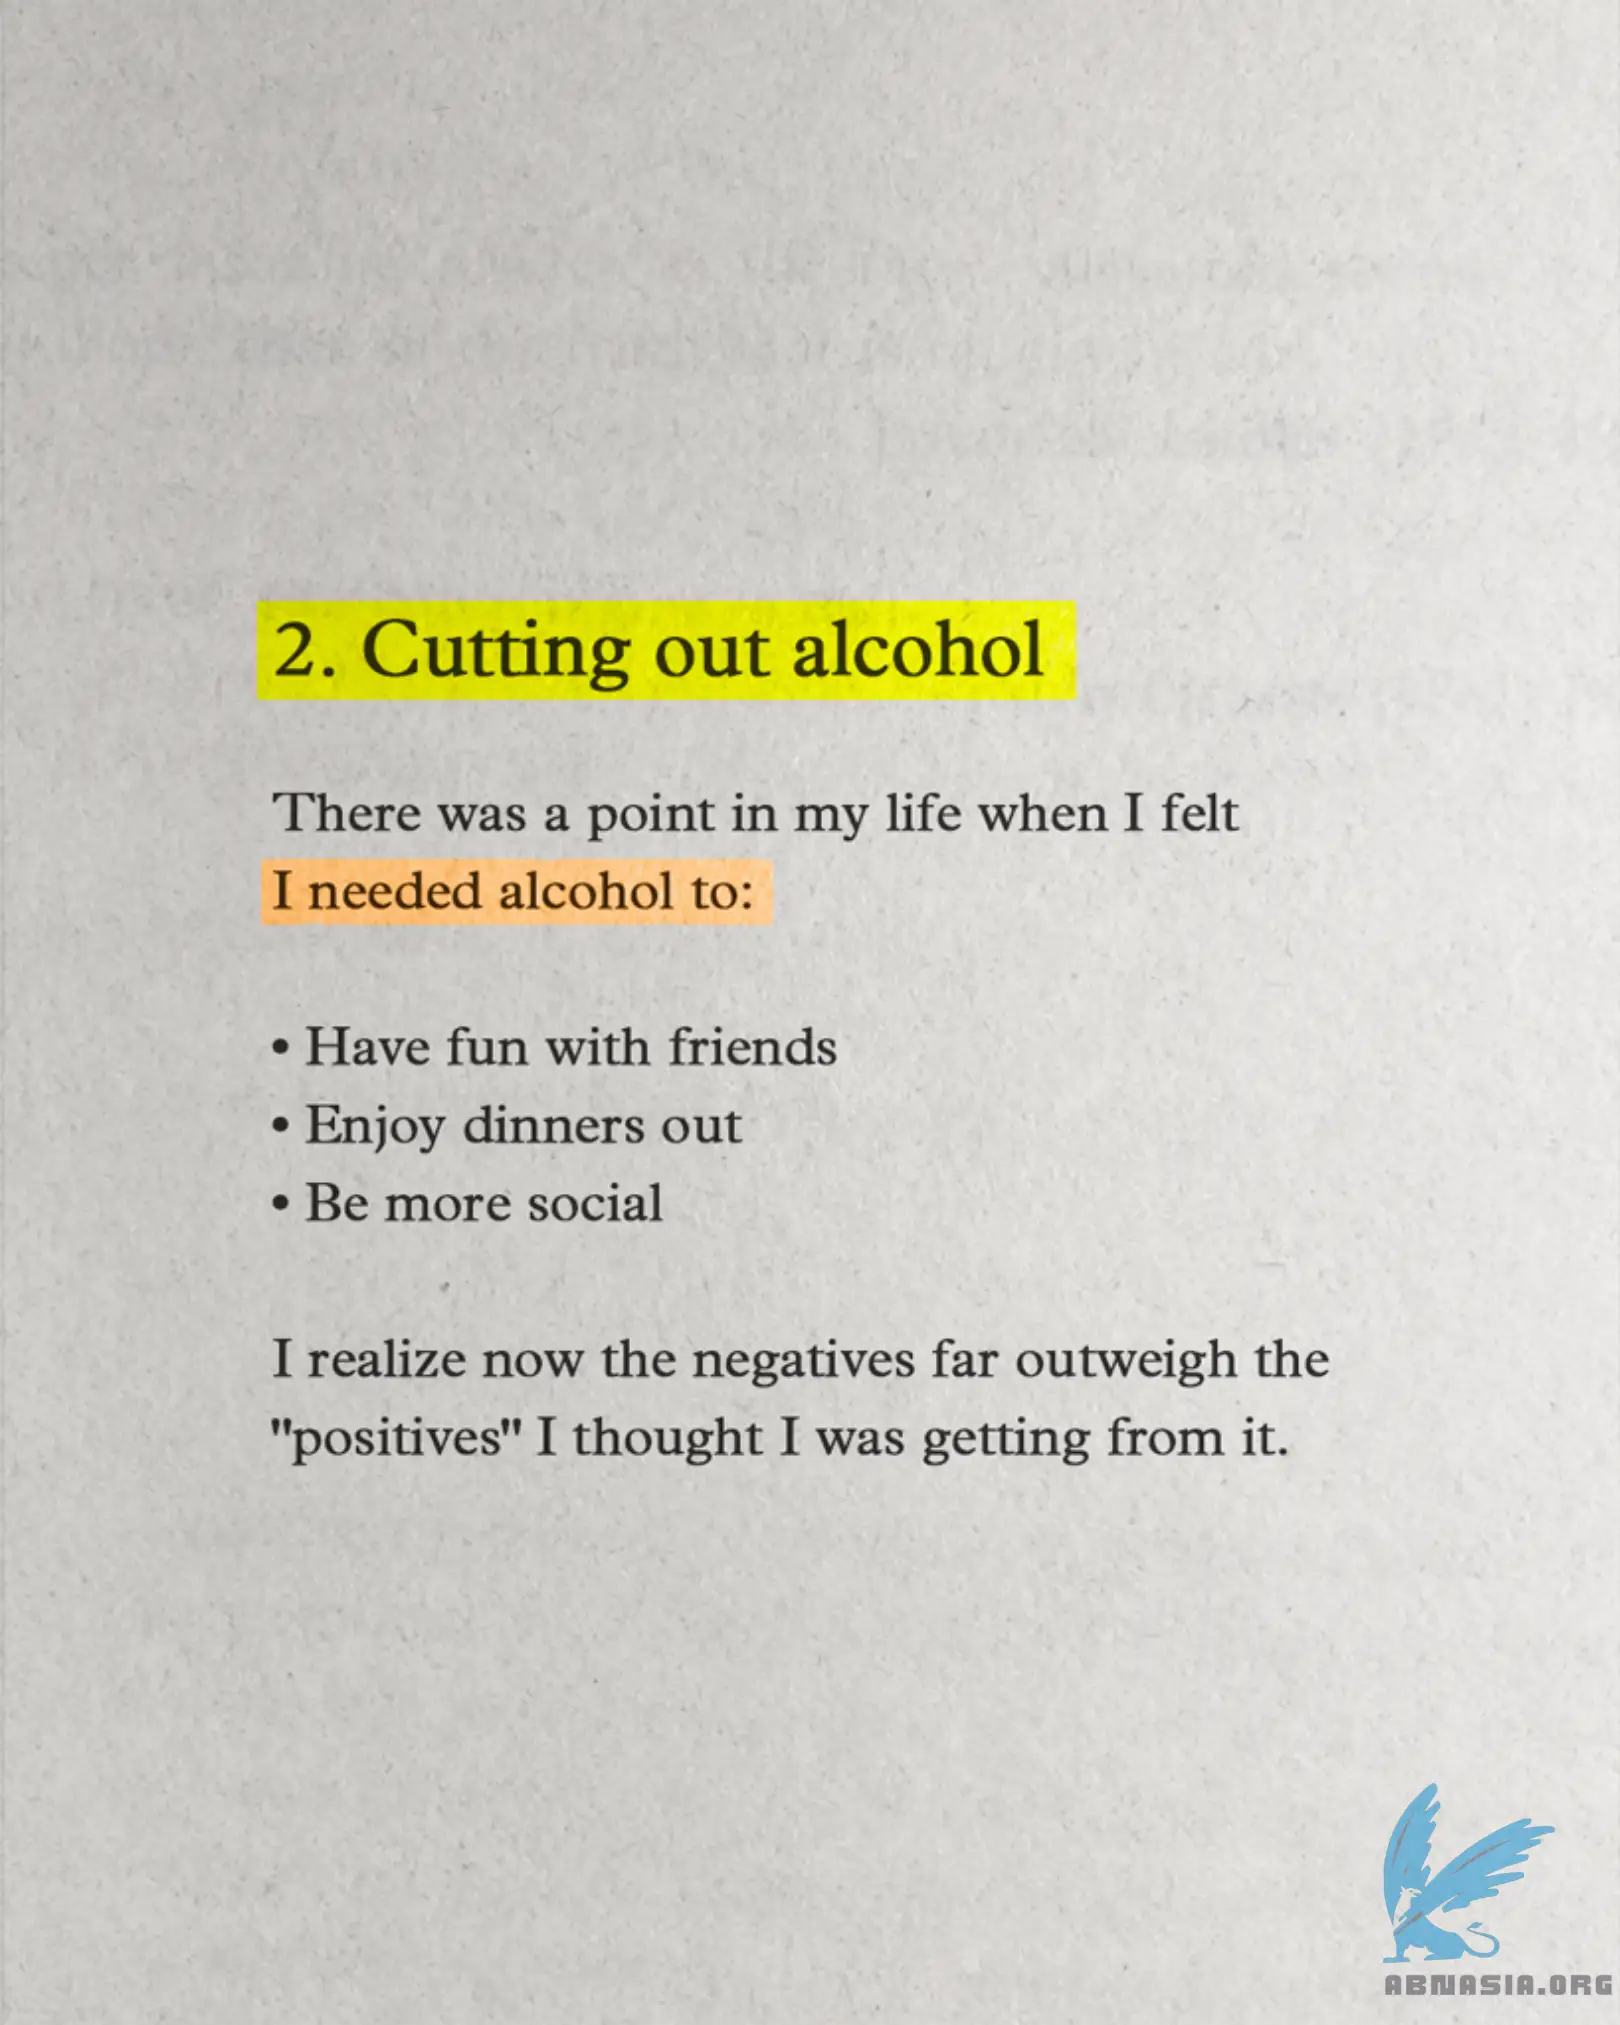 2. Cutting out alcohol
There was a point in my life when I felt
I needed alcohol to:
• Have fun with friends
• Enjoy dinners out
• Be more social
I realize now the negatives far outweigh the
"positives" I thought I was getting from it.
ABNASIA.ORG